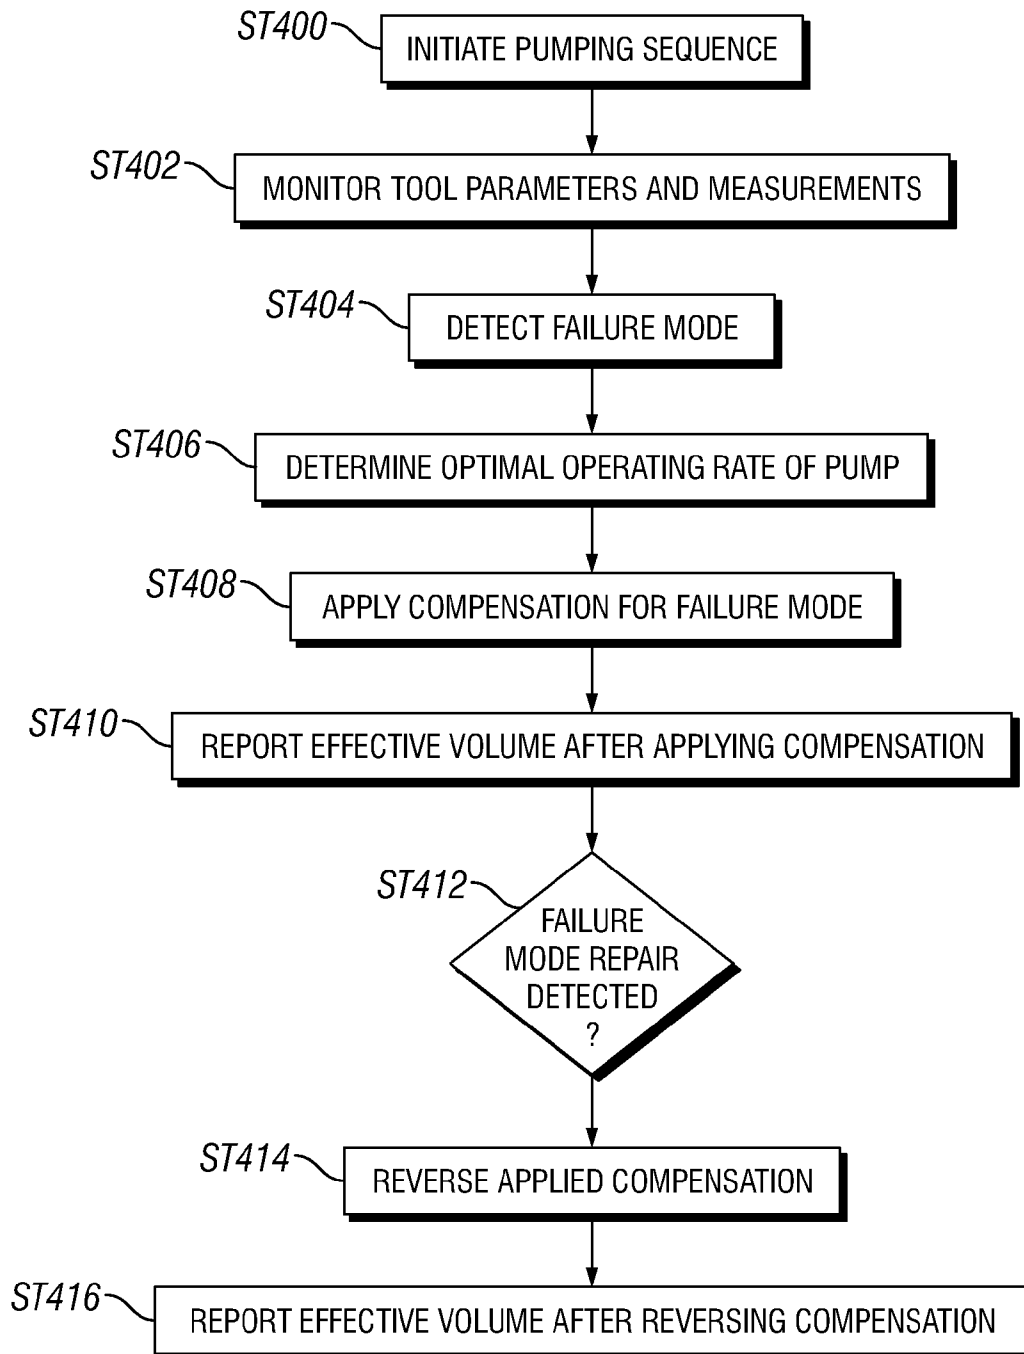 ST400
INITIATE PUMPING SEQUENCE
ST402
MONITOR TOOL PARAMETERS AND MEASUREMENTS
ST404
DETECT FAILURE MODE
ST406
DETERMINE OPTIMAL OPERATING RATE OF PUMP
ST408
APPLY COMPENSATION FOR FAILURE MODE
ST410
REPORT EFFECTIVE VOLUME AFTER APPLYING COMPENSATION
ST412
FAILURE
MODE REPAIR
DETECTED
?
ST414
REVERSE APPLIED COMPENSATION
ST416
REPORT EFFECTIVE VOLUME AFTER REVERSING COMPENSATION